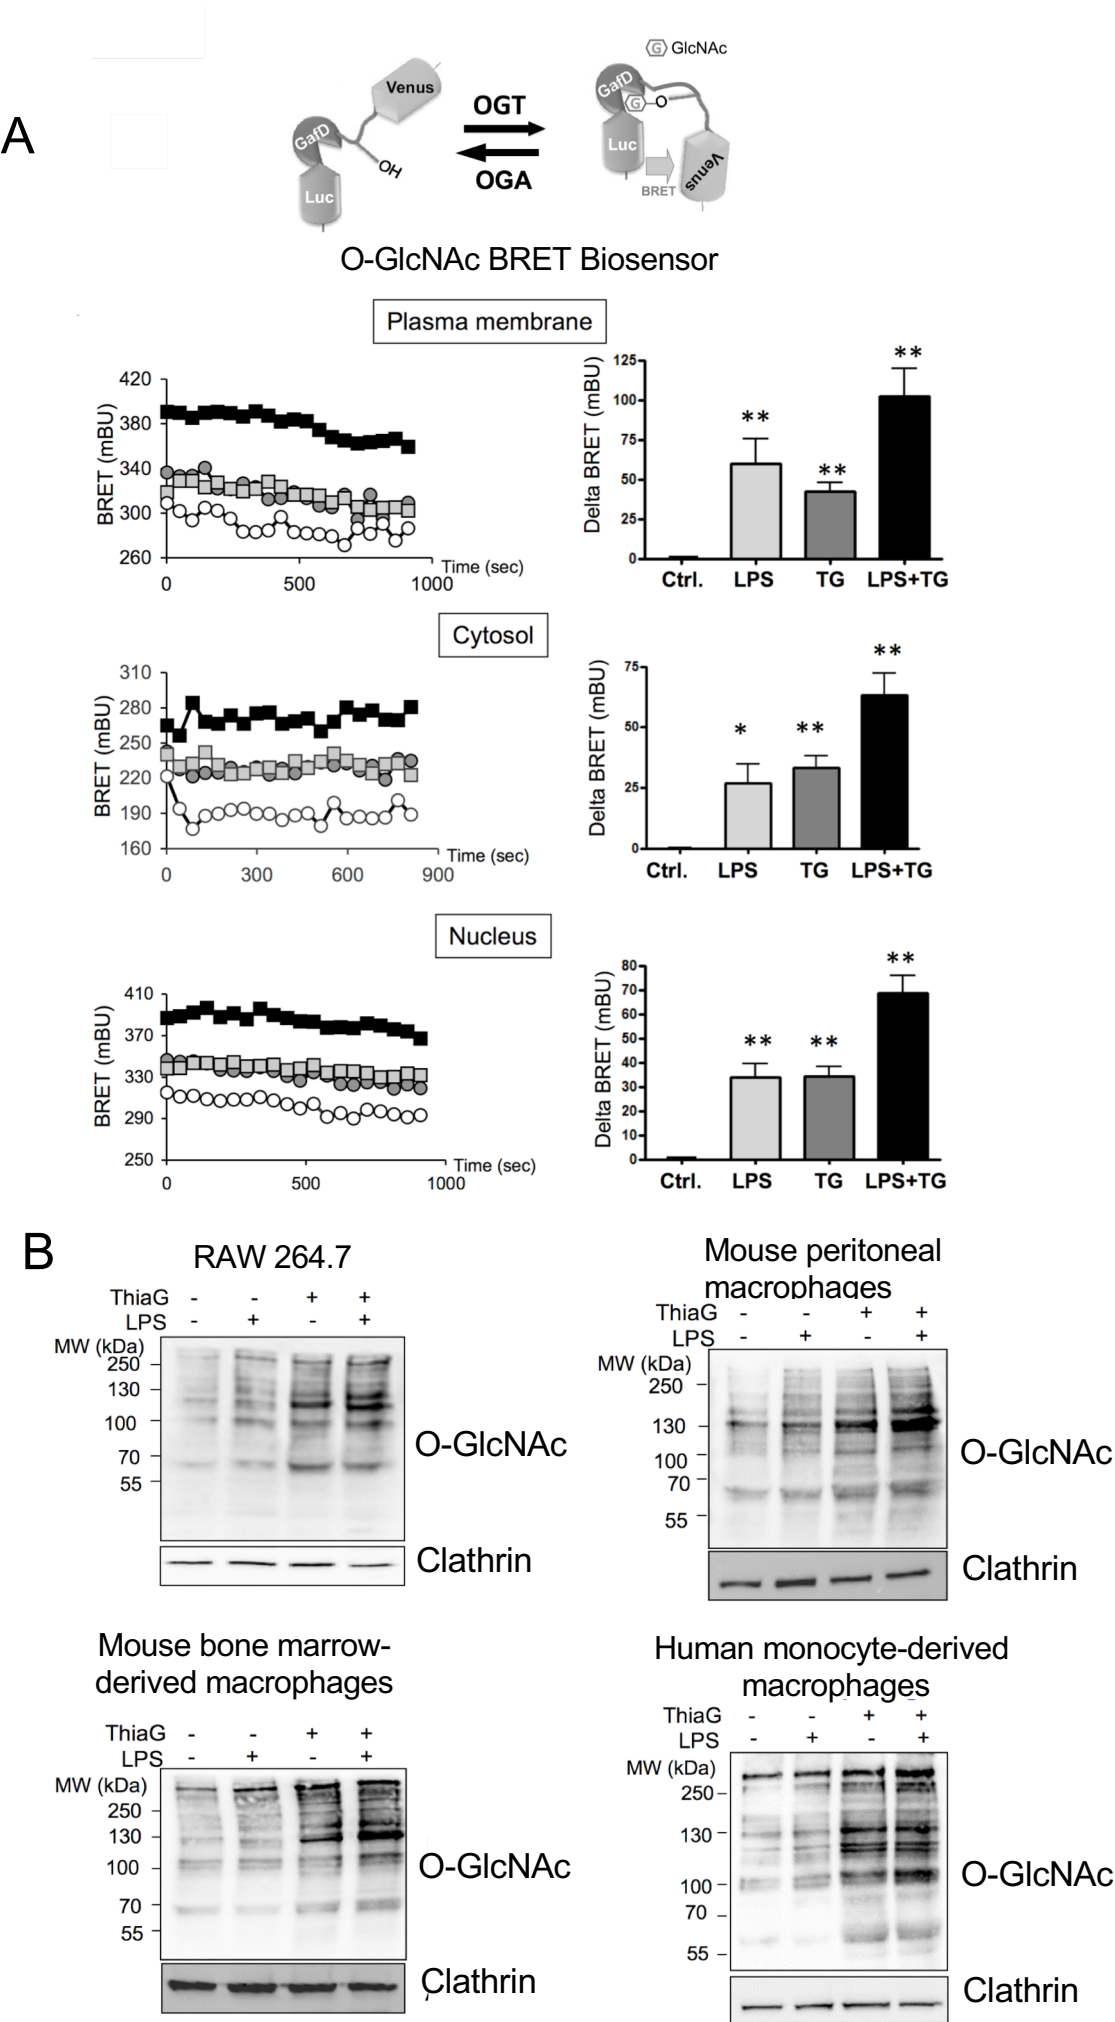 A
GlcNAc
G
Venus
GafD
OH
Luc
OGT
OGA
GafD
G
O
Luc
BRET
Venus
O-GlcNAc BRET Biosensor
Plasma membrane
BRET (mBU)
420
380
340
300
260
0
500
1000
Time (sec)
Delta BRET (mBU)
125
100
75
50
25
0
**
**
**
Ctrl.
LPS
TG
LPS+TG
Cytosol
BRET (mBU)
310
280
250
220
190
160
0
300
600
900
Time (sec)
Delta BRET (mBU)
75
50
25
0
*
**
**
Ctrl.
LPS
TG
LPS+TG
Nucleus
BRET (mBU)
410
370
330
290
250
0
500
1000
Time (sec)
Delta BRET (mBU)
80
70
60
50
40
30
20
10
0
**
**
**
Ctrl.
LPS
TG
LPS+TG
B
RAW 264.7
ThiaG - - + +
LPS - + - +
MW (kDa)
250
130
100
70
55
O-GlcNAc
Clathrin
Mouse peritoneal
macrophages
ThiaG - - + +
LPS - + - +
MW (kDa)
250
130
100
70
55
O-GlcNAc
Clathrin
Mouse bone marrow-
derived macrophages
ThiaG - - + +
LPS - + - +
MW (kDa)
250
130
100
70
55
O-GlcNAc
Clathrin
Human monocyte-derived
macrophages
ThiaG - - + +
LPS - + - +
MW (kDa)
250
130
100
70
55
O-GlcNAc
Clathrin